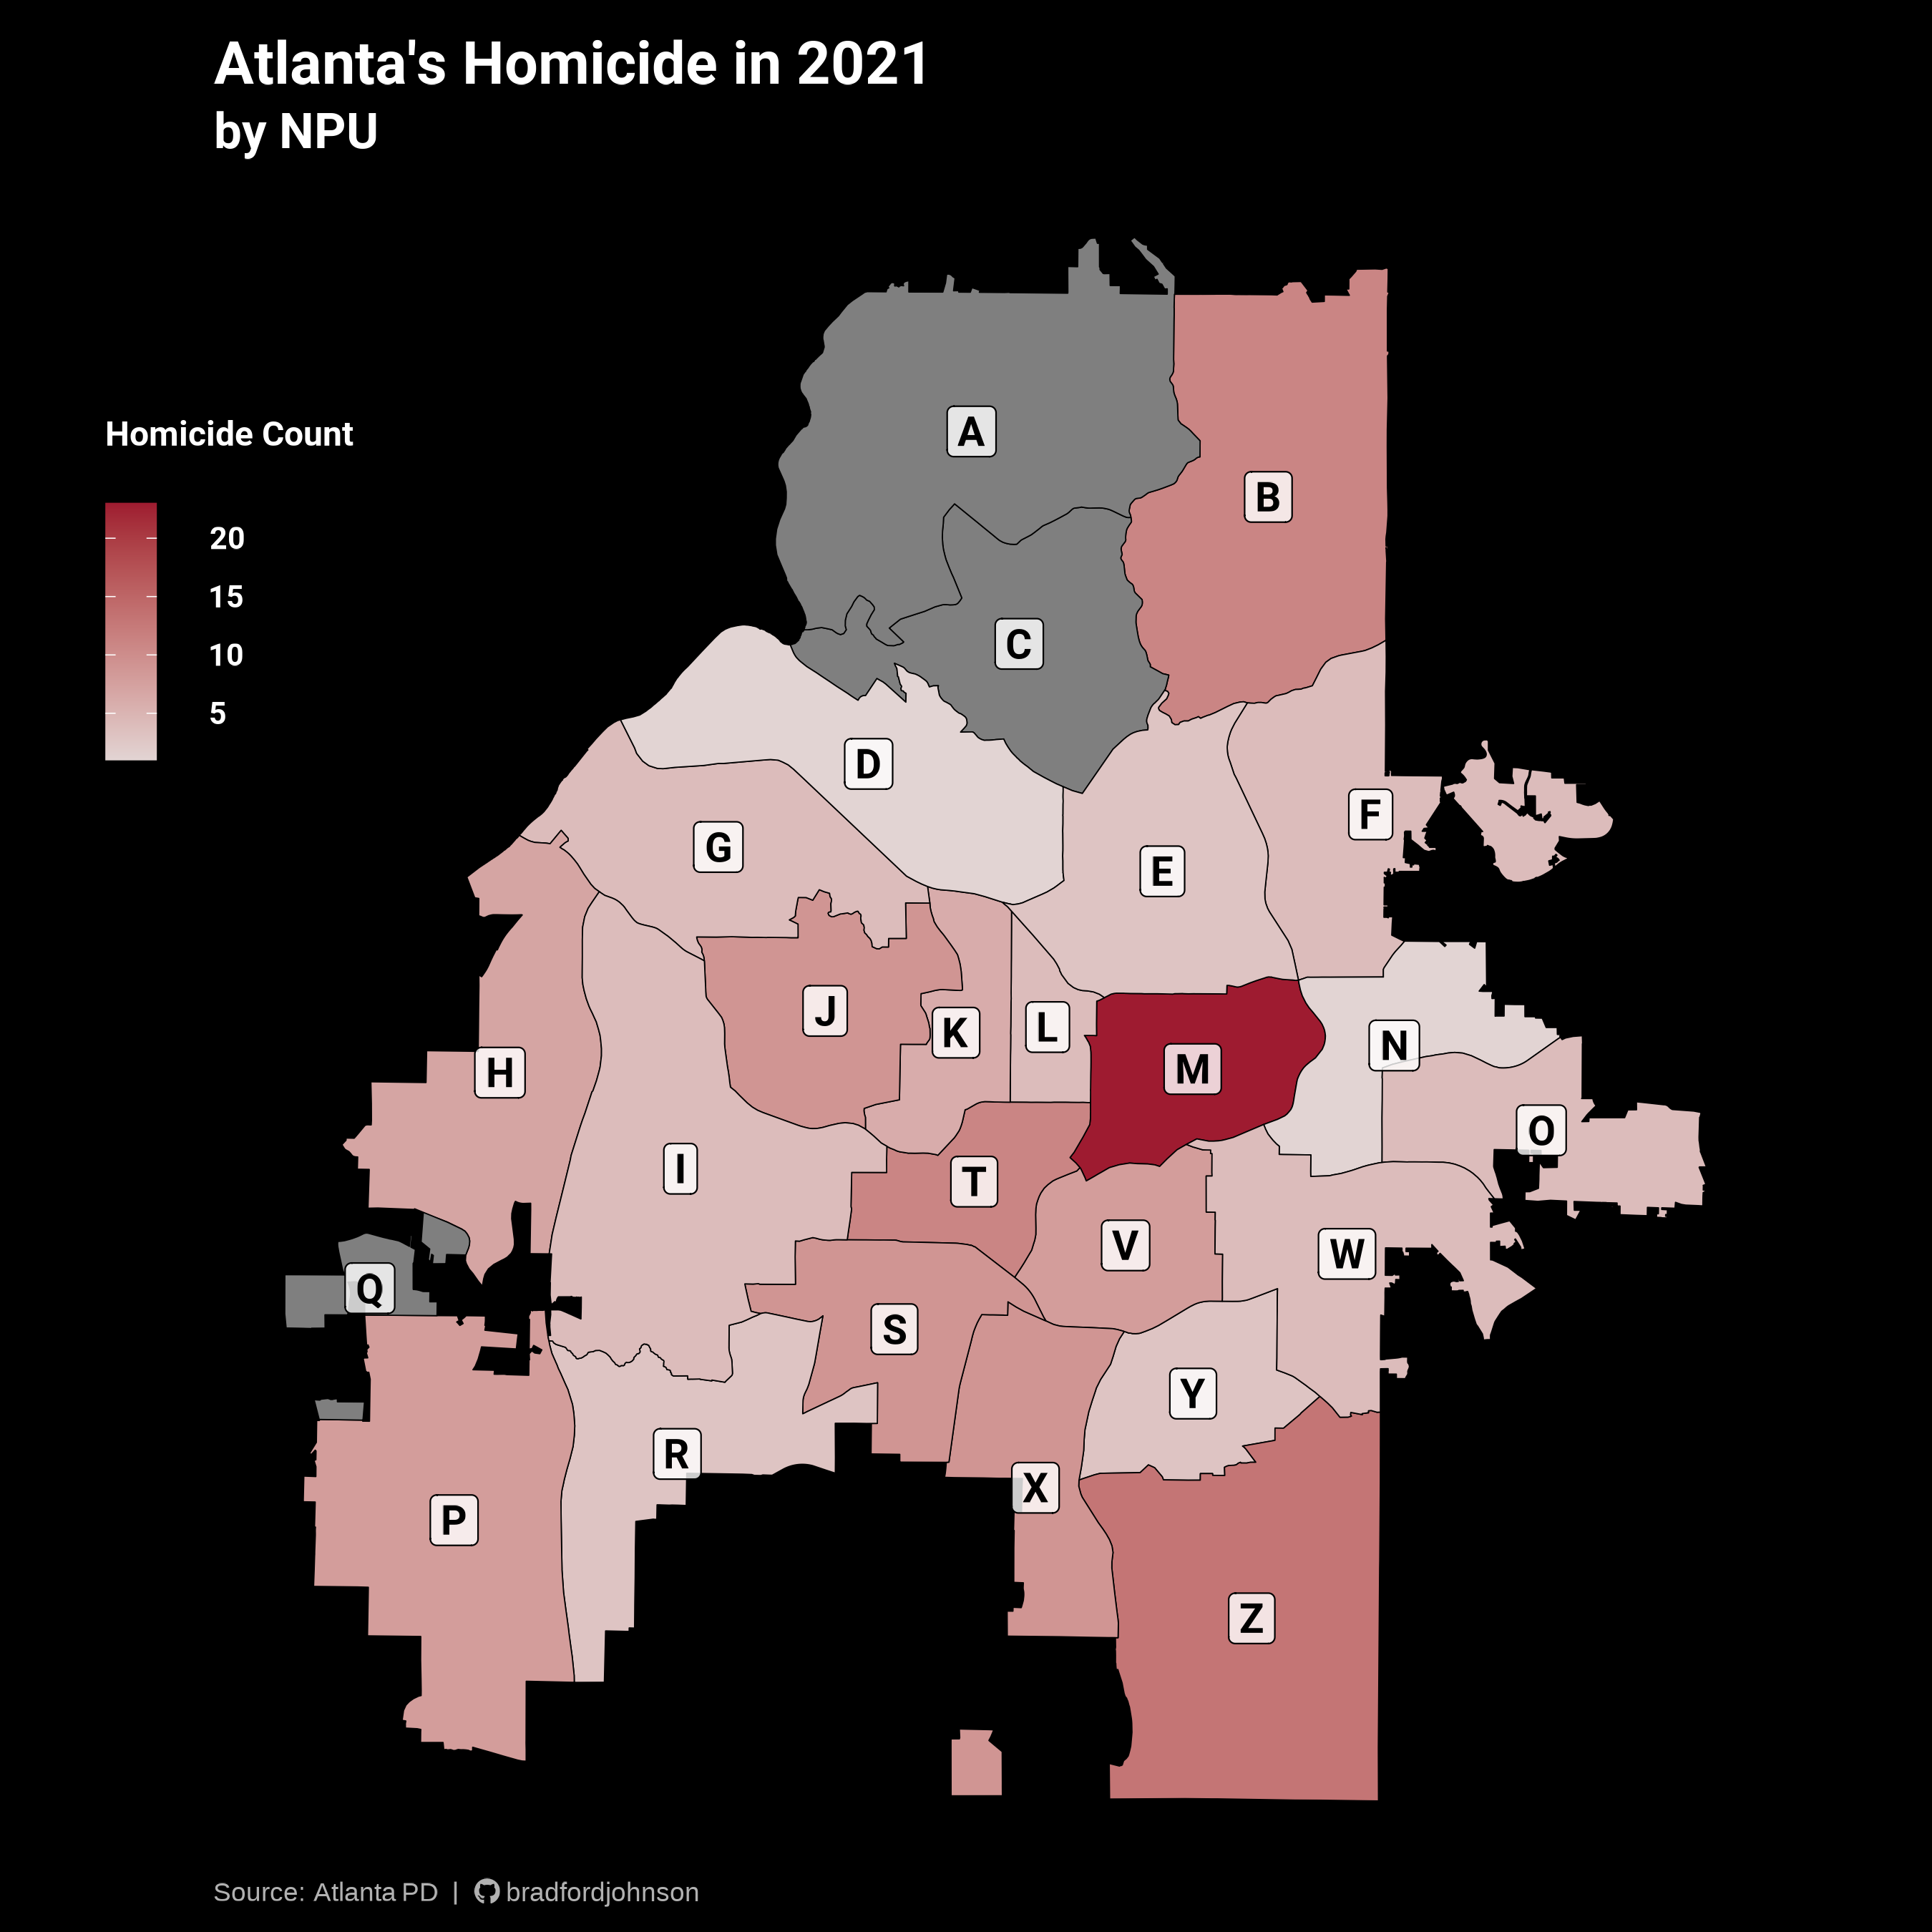 Atlanta's Homicide in 2021
by NPU
Homicide Count
20
15
10
5
A
B
C
D
F
G
E
J
K
L
N
M
H
O
I
T
V
W
Q
S
Y
R
X
P
Z
Source: Atlanta PD | bradfordjohnson